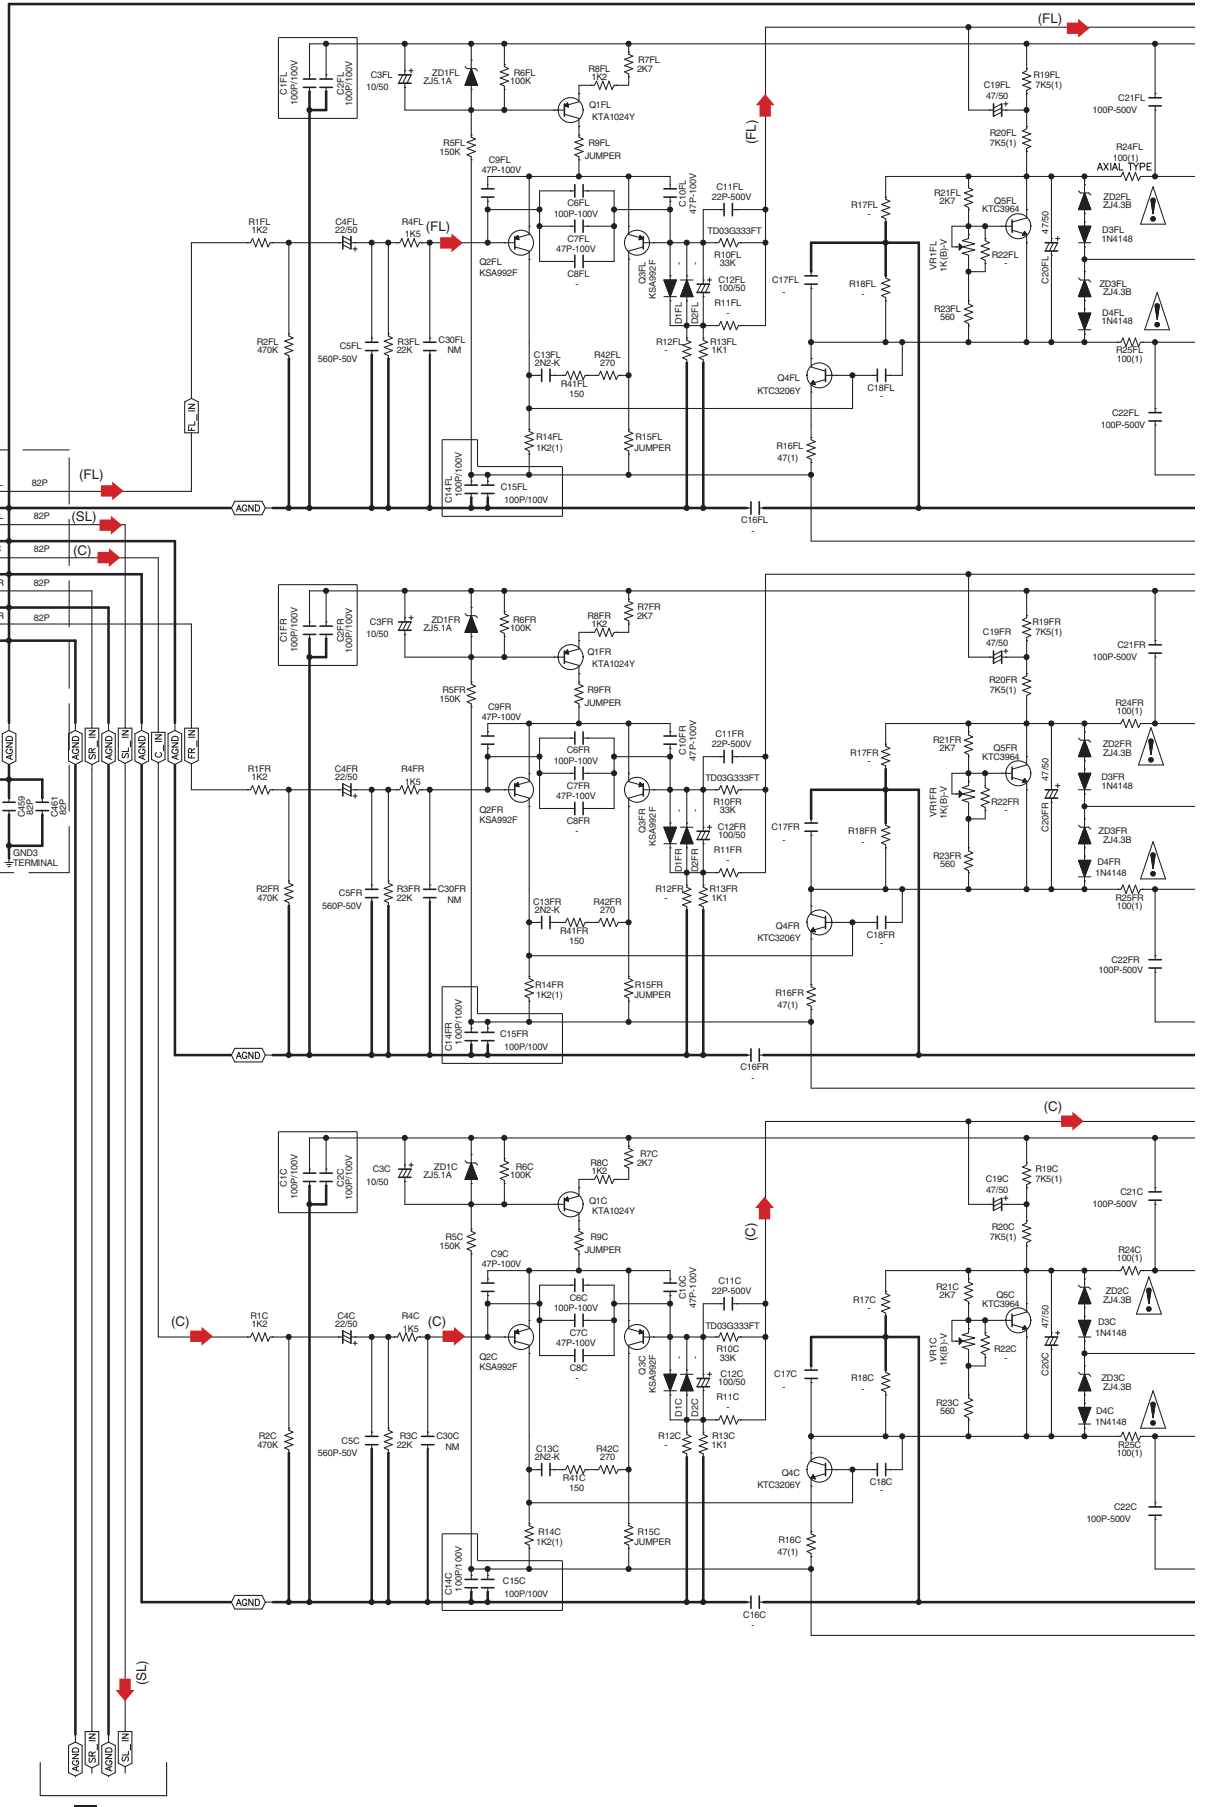 (FL)
C1FL
100P/100V
C2FL
100P/100V
C3FL
10/50
ZD1FL
ZJ5.1A
R6FL
100K
R8FL
1K2
R7FL
2K7
Q1FL
KTA1024Y
R5FL
150K
R9FL
JUMPER
C9FL
47P-100V
C6FL
100P-100V
C7FL
47P-100V
C8FL
-
C10FL
47P-100V
C11FL
22P-500V
(FL)
TD03G333FT
R10FL
33K
C12FL
100/50
R11FL
-
R1FL
1K2
C4FL
22/50
R4FL
1K5
(FL)
Q2FL
KSA992F
Q3FL
KSA992F
D1FL
-
D2FL
-
R2FL
470K
C5FL
560P-50V
R3FL
22K
C30FL
NM
C13FL
2N2-K
R42FL
270
R41FL
150
R12FL
-
R13FL
1K1
R14FL
1K2(1)
R15FL
JUMPER
C14FL
100P/100V
C15FL
100P/100V
C16FL
-
C17FL
-
R17FL
-
R18FL
-
Q4FL
KTC3206Y
C18FL
-
R16FL
47(1)
C19FL
47/50
R19FL
7K5(1)
R20FL
7K5(1)
C21FL
100P-500V
R24FL
100(1)
AXIAL TYPE
R21FL
2K7
Q5FL
KTC3964
VR1FL
1K(B)-V
R22FL
-
47/50
C20FL
ZD2FL
ZJ4.3B
D3FL
1N4148
ZD3FL
ZJ4.3B
D4FL
1N4148
R23FL
560
R25FL
100(1)
C22FL
100P-500V
FL_IN
L
82P
(FL)
AGND
L
82P
(SL)
C
82P
(C)
R
82P
R
82P
C1FR
100P/100V
C2FR
100P/100V
C3FR
10/50
ZD1FR
ZJ5.1A
R6FR
100K
R8FR
1K2
R7FR
2K7
Q1FR
KTA1024Y
R5FR
150K
R9FR
JUMPER
C9FR
47P-100V
C6FR
100P-100V
C7FR
47P-100V
C8FR
-
C10FR
47P-100V
C11FR
22P-500V
TD03G333FT
R10FR
33K
C12FR
100/50
R11FR
-
R1FR
1K2
C4FR
22/50
R4FR
1K5
Q2FR
KSA992F
Q3FR
KSA992F
D1FR
-
D2FR
-
R2FR
470K
C5FR
560P-50V
R3FR
22K
C30FR
NM
C13FR
2N2-K
R42FR
270
R41FR
150
R12FR
-
R13FR
1K1
R14FR
1K2(1)
R15FR
JUMPER
C14FR
100P/100V
C15FR
100P/100V
AGND
C16FR
-
C17FR
-
R17FR
-
R18FR
-
Q4FR
KTC3206Y
C18FR
-
R16FR
47(1)
C19FR
47/50
R19FR
7K5(1)
R20FR
7K5(1)
C21FR
100P-500V
R24FR
100(1)
R21FR
2K7
Q5FR
KTC3964
VR1FR
1K(B)-V
R22FR
-
47/50
C20FR
ZD2FR
ZJ4.3B
D3FR
1N4148
ZD3FR
ZJ4.3B
D4FR
1N4148
R23FR
560
R25FR
100(1)
C22FR
100P-500V
AGND
AGND
SR_IN
AGND
SL_IN
AGND
C_IN
AGND
FR_IN
C459
82P
C461
82P
GND3
TERMINAL
(C)
C1C
100P/100V
C2C
100P/100V
C3C
10/50
ZD1C
ZJ5.1A
R6C
100K
R8C
1K2
R7C
2K7
Q1C
KTA1024Y
R5C
150K
R9C
JUMPER
C9C
47P-100V
C6C
100P-100V
C7C
47P-100V
C8C
-
C10C
47P-100V
C11C
22P-500V
(C)
TD03G333FT
R10C
33K
C12C
100/50
R11C
-
(C)
R1C
1K2
C4C
22/50
R4C
1K5
(C)
Q2C
KSA992F
Q3C
KSA992F
D1C
-
D2C
-
R2C
470K
C5C
560P-50V
R3C
22K
C30C
NM
C13C
2N2-K
R42C
270
R41C
150
R12C
-
R13C
1K1
R14C
1K2(1)
R15C
JUMPER
C14C
100P/100V
C15C
100P/100V
AGND
C16C
-
C17C
-
R17C
-
R18C
-
Q4C
KTC3206Y
C18C
-
R16C
47(1)
C19C
47/50
R19C
7K5(1)
R20C
7K5(1)
C21C
100P-500V
R24C
100(1)
R21C
2K7
Q5C
KTC3964
VR1C
1K(B)-V
R22C
-
47/50
C20C
ZD2C
ZJ4.3B
D3C
1N4148
ZD3C
ZJ4.3B
D4C
1N4148
R23C
560
R25C
100(1)
C22C
100P-500V
(SL)
AGND
SR_IN
AGND
SL_IN